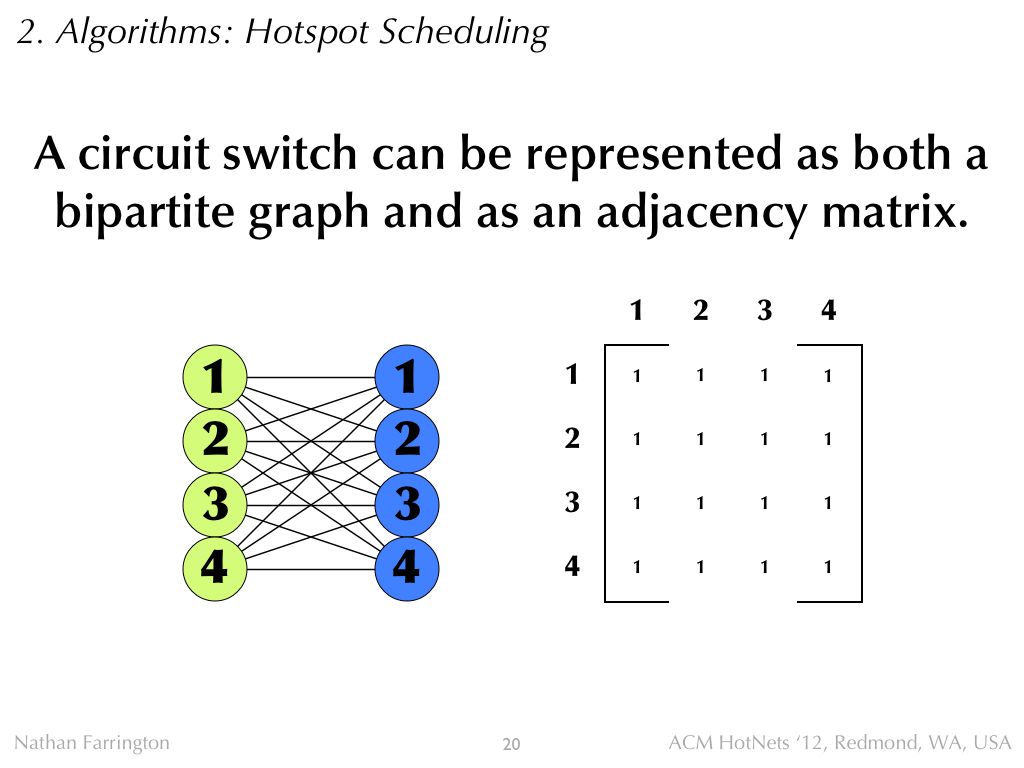 2. Algorithms: Hotspot Scheduling
A circuit switch can be represented as both a
bipartite graph and as an adjacency matrix.
1 1
2 2
3 3
4 4
1 2 3 4
1 1 1 1 1
2 1 1 1 1
3 1 1 1 1
4 1 1 1 1
Nathan Farrington 20 ACM HotNets ‘12, Redmond, WA, USA